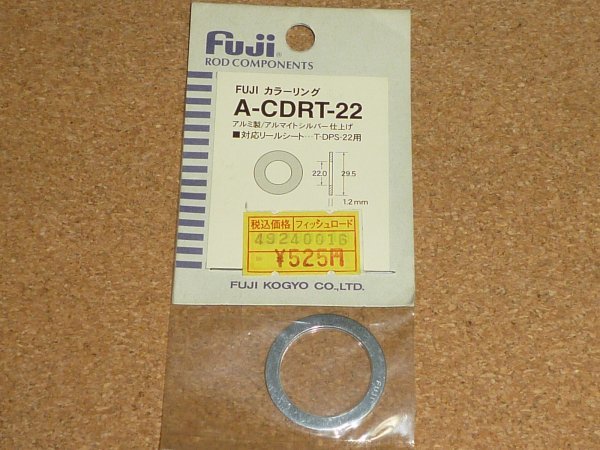 Fuji®
ROD COMPONENTS
FUJI カラーリング
A-CDRT-22
アルミ製/アルマイトシルバー仕上げ
■対応リールシート…T-DPS-22用
22.0 29.5
1.2mm
税込価格 フィッシュロード
49240016
¥525円
FUJI KOGYO CO.,LTD.
FUJI